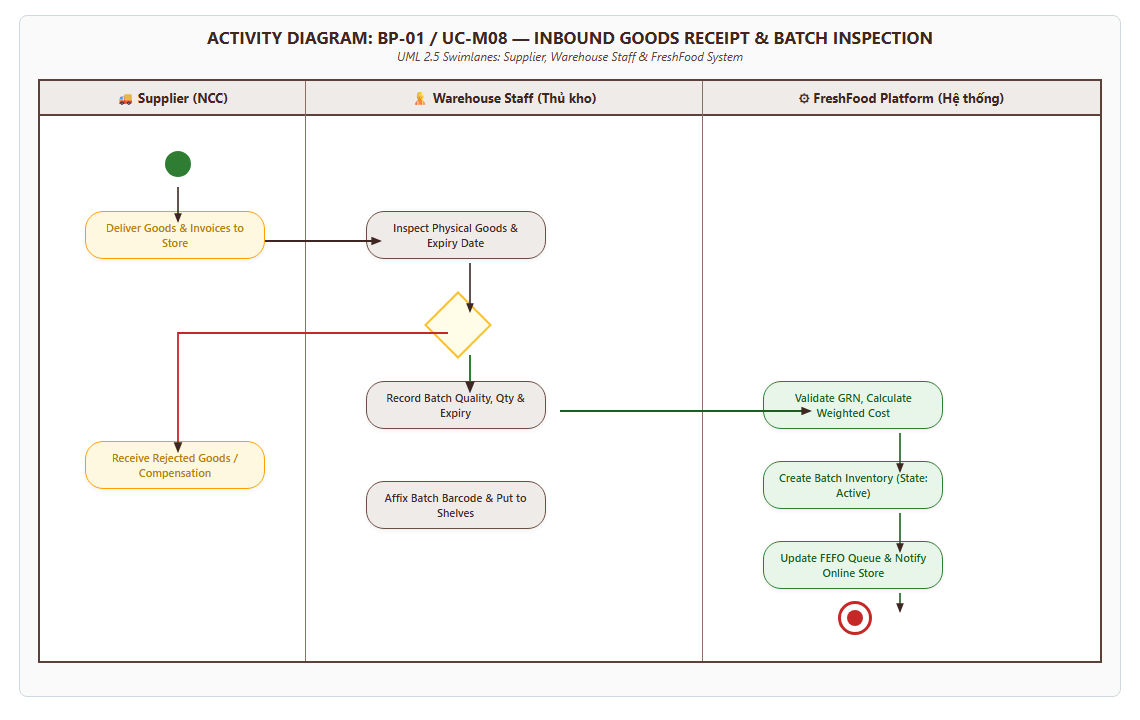 ACTIVITY DIAGRAM: BP-01 / UC-M08 — INBOUND GOODS RECEIPT & BATCH INSPECTION
UML 2.5 Swimlanes: Supplier, Warehouse Staff & FreshFood System
Supplier (NCC)
Warehouse Staff (Thủ kho)
FreshFood Platform (Hệ thống)
Deliver Goods & Invoices to
Store
Inspect Physical Goods &
Expiry Date
Record Batch Quality, Qty &
Expiry
Validate GRN, Calculate
Weighted Cost
Receive Rejected Goods /
Compensation
Create Batch Inventory (State:
Active)
Affix Batch Barcode & Put to
Shelves
Update FEFO Queue & Notify
Online Store